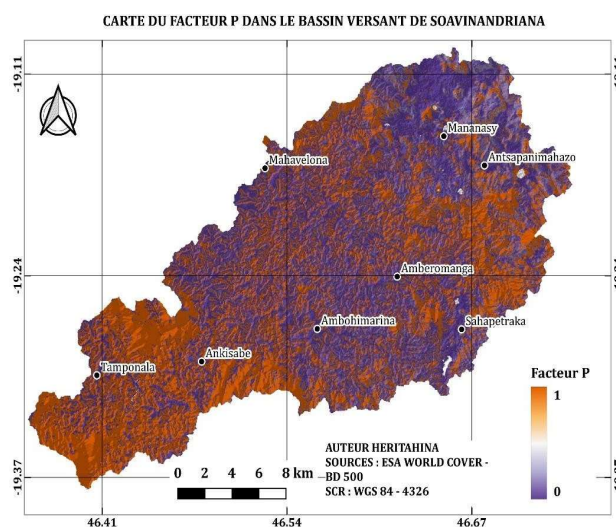 CARTE DU FACTEUR P DANS LE BASSIN VERSANT DE SOAVINANDRIANA
-19.11
Mananasy
Mahavelona
Antsapanimahazo
-19.24
Amberomanga
Ambohimarina
Sahapetraka
Ankisabe
Tamponala
Facteur P
1
0
AUTEUR HERITAHINA
SOURCES : ESA WORLD COVER -
BD 500
SCR : WGS 84 - 4326
0 2 4 6 8 km
-19.37
46.41 46.54 46.67